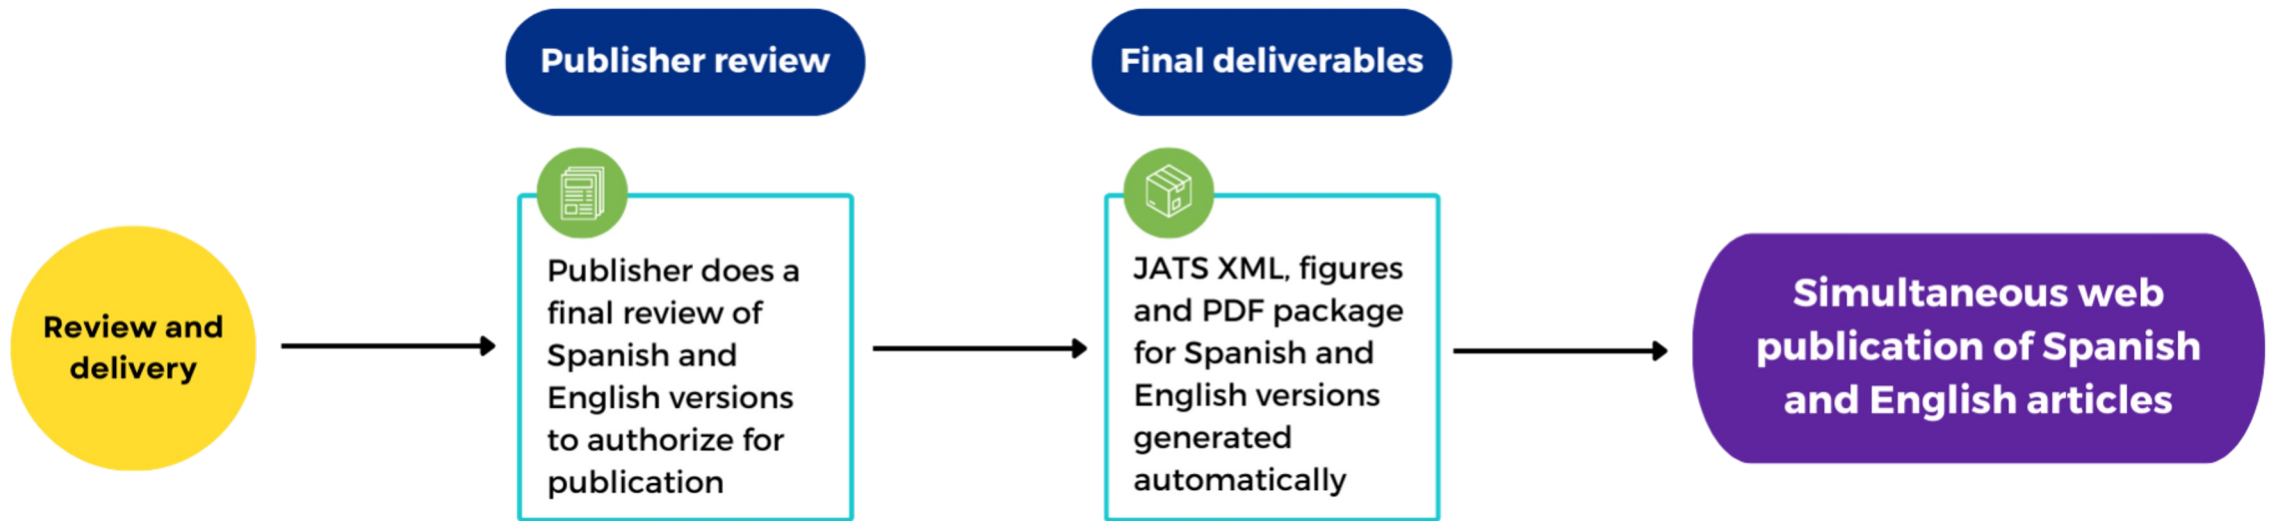 Publisher review
Final deliverables
Review and
delivery
Publisher does a
final review of
Spanish and
English versions
to authorize for
publication
JATS XML, figures
and PDF package
for Spanish and
English versions
generated
automatically
Simultaneous web
publication of Spanish
and English articles